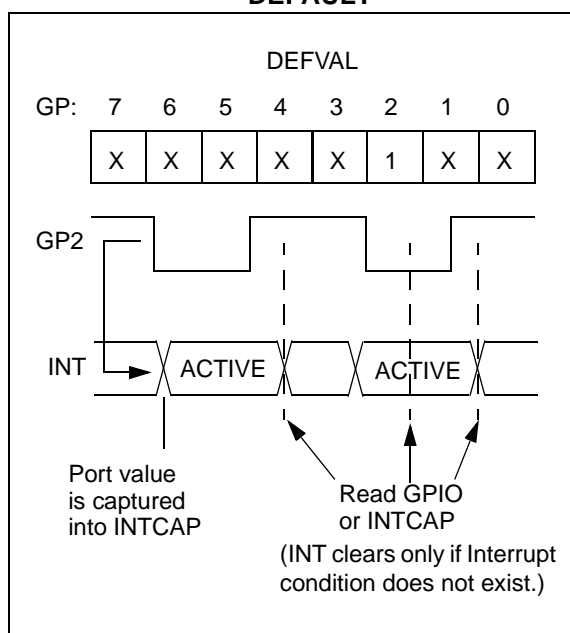 DEFAULT
DEFVAL
GP: 7 6 5 4 3 2 1 0
X X X X X 1 X X
GP2
INT ACTIVE ACTIVE
Port value
is captured
into INTCAP
Read GPIO
or INTCAP
(INT clears only if Interrupt
condition does not exist.)